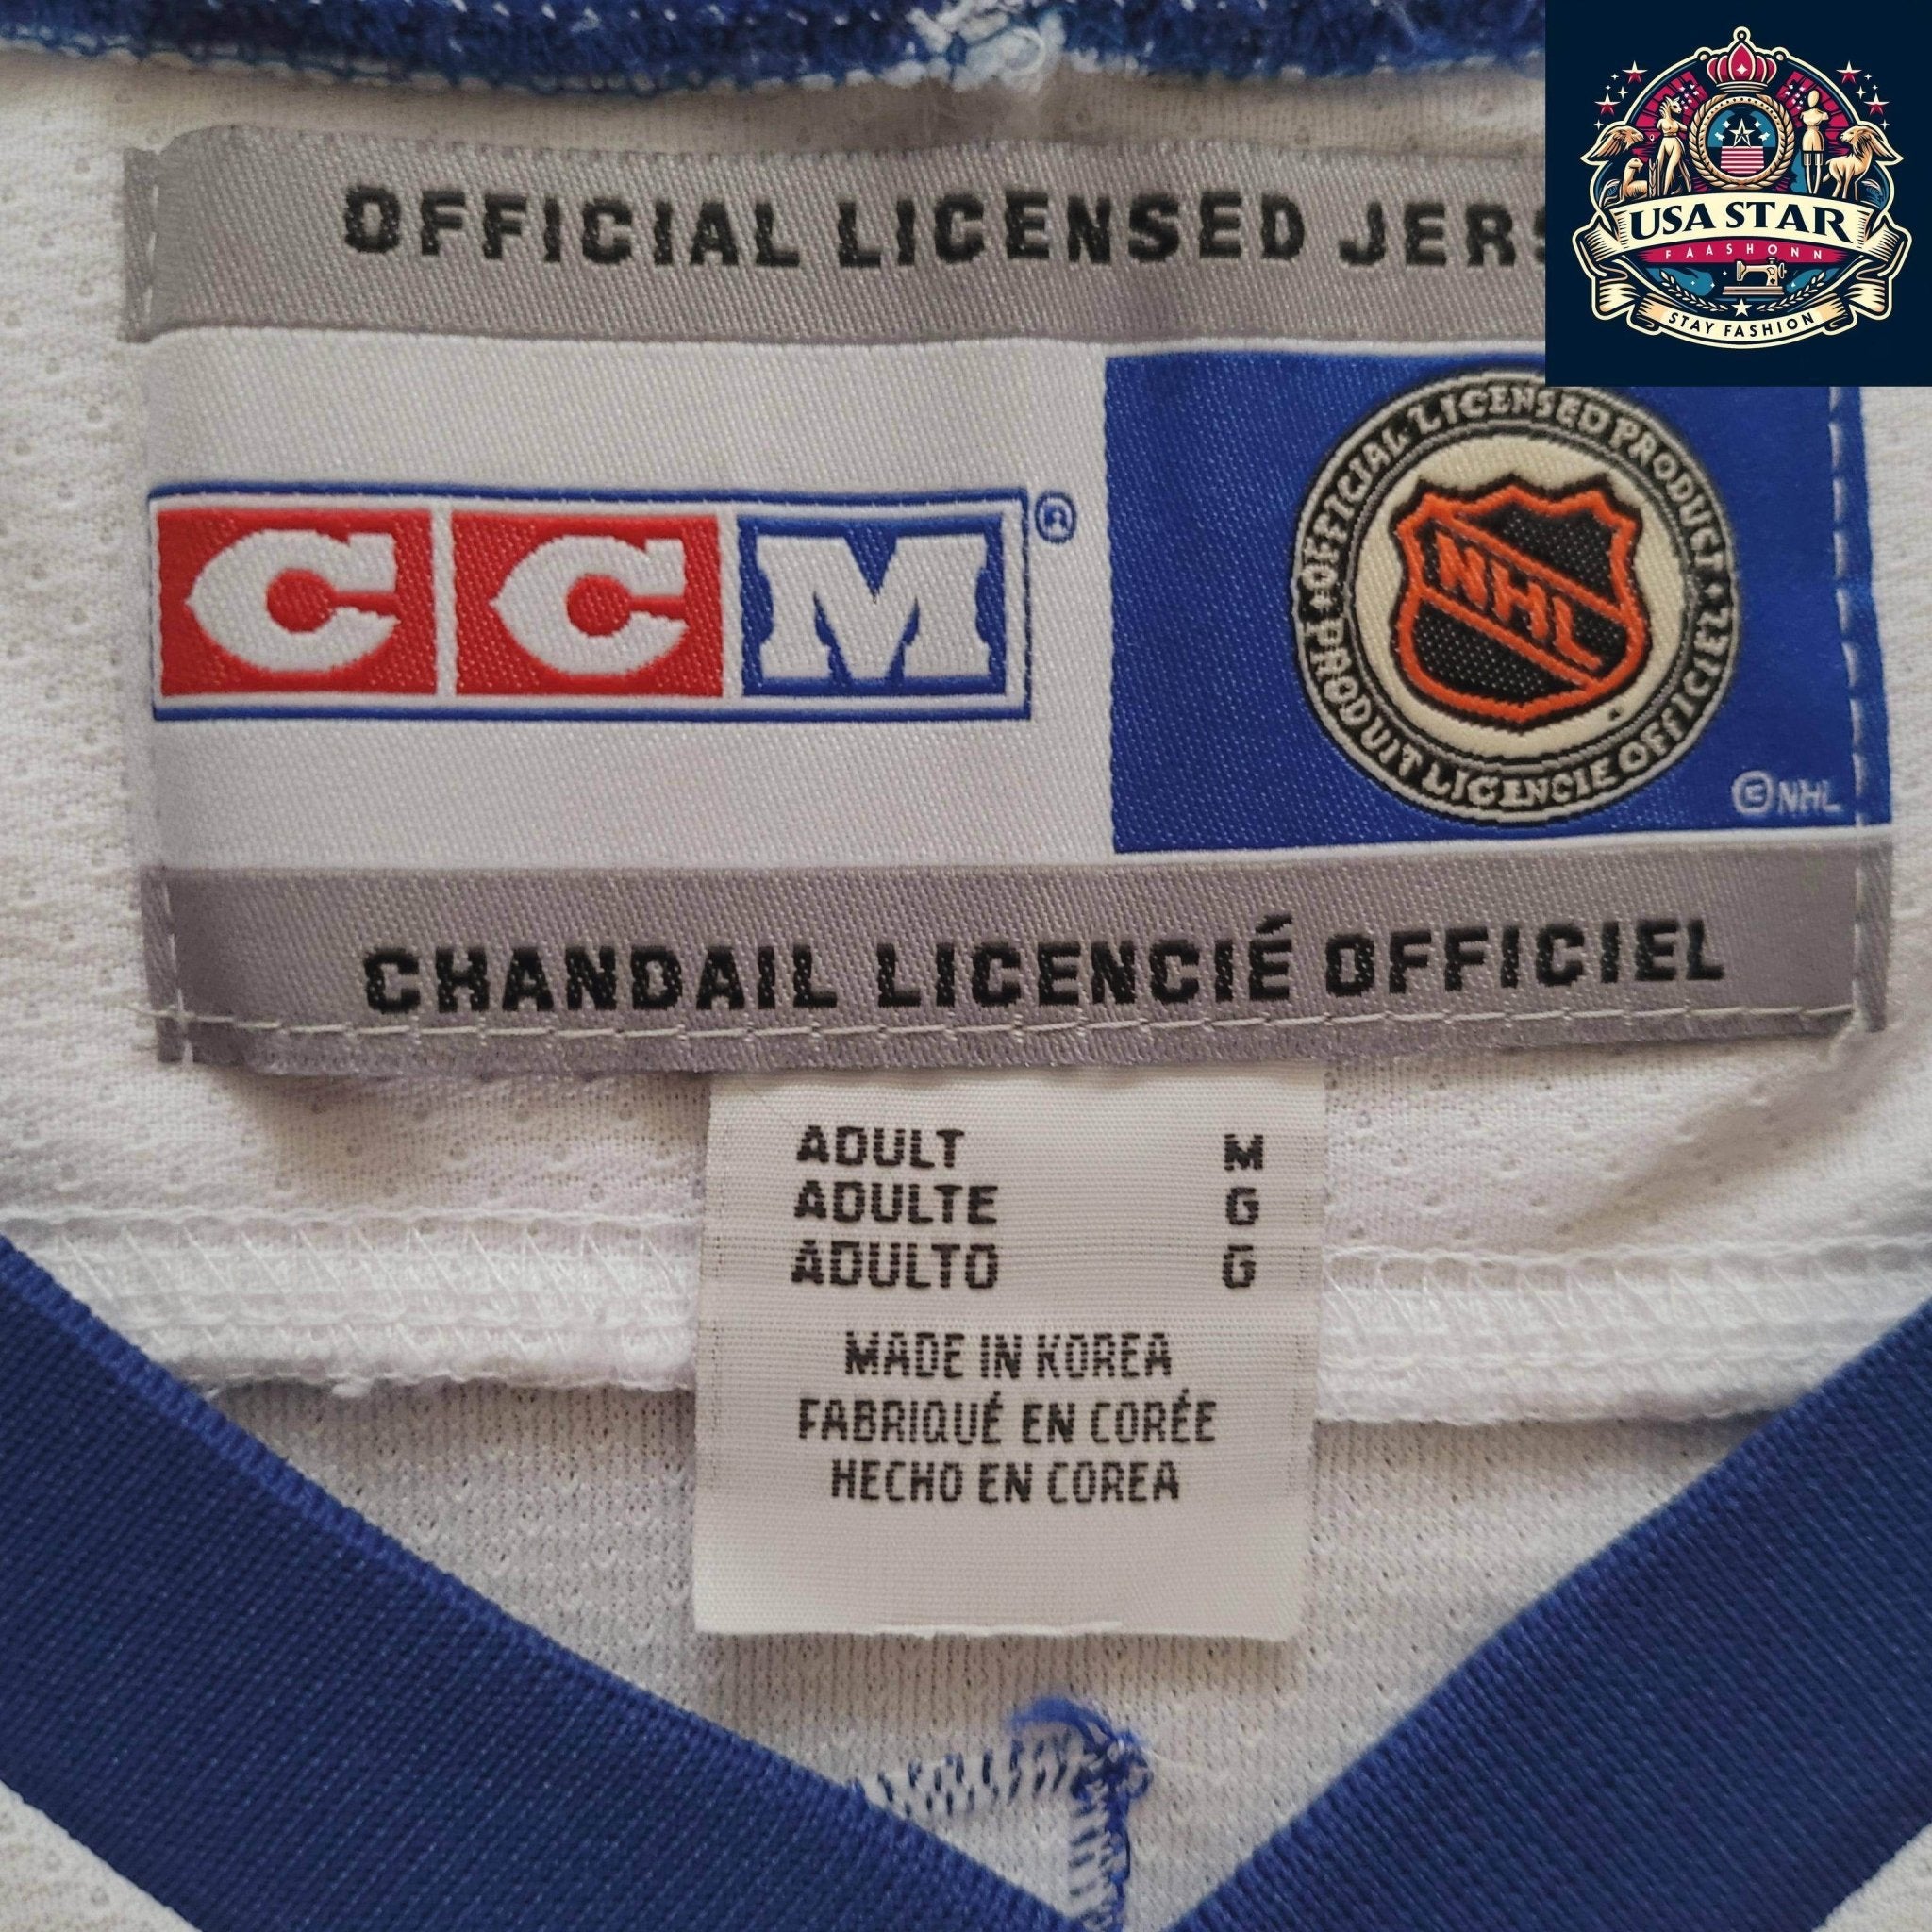 OFFICIAL LICENSED JERS
USA STAR
FAASHONN
STAY FASHION
CCM®
OFFICIAL LICENSED PRODUCT • PRODUIT LICENCIE OFFICIEL •
NHL
©NHL
CHANDAIL LICENCIÉ OFFICIEL
ADULT M
ADULTE G
ADULTO G
MADE IN KOREA
FABRIQUÉ EN CORÉE
HECHO EN COREA